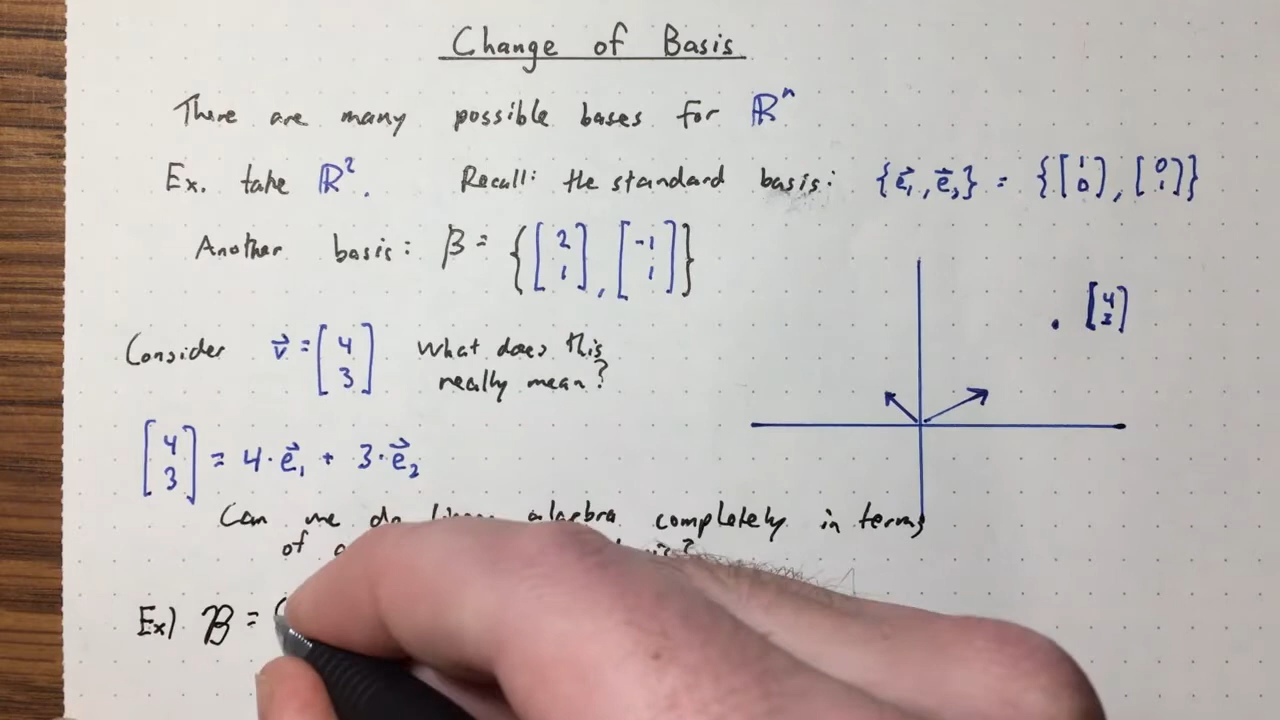 Change of Basis
There are many possible bases for ℝⁿ
Ex. take ℝ². Recall: the standard basis: {e⃗₁, e⃗₂} = {[1 0], [0 1]}
Another basis: β = {[2 1], [-1 1]}
Consider v⃗ = [4 3] What does this
really mean?
[4 3]
[4 3] = 4·e⃗₁ + 3·e⃗₂
Can we do algebra completely in terms
of
Ex) B =